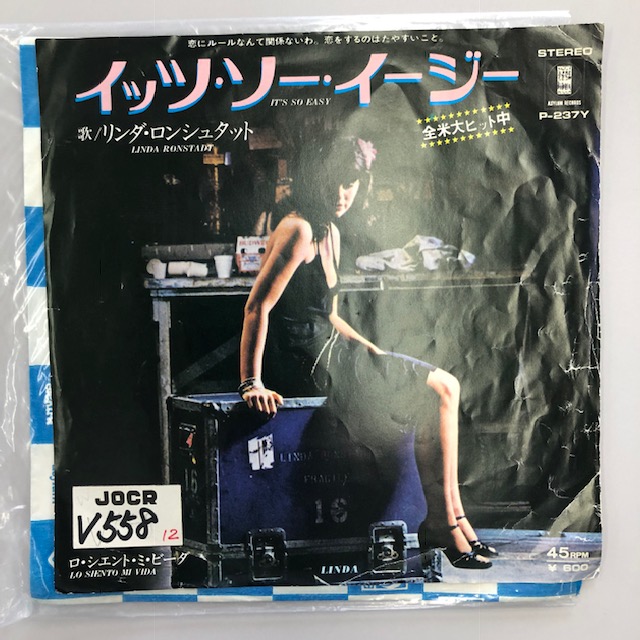 恋にルールなんて関係ないわ。恋をするのはたやすいこと。
イッツ・ソー・イージー
IT'S SO EASY
歌/リンダ・ロンシュタット
LINDA RONSTADT
全米大ヒット中
STEREO
ASYLUM RECORDS
P-237Y
LINDA
FRAGILE
16
16
JOCR
V558 12
ロ・シエント・ミ・ビーダ
LO SIENTO MI VIDA
LINDA
45RPM
¥ 600